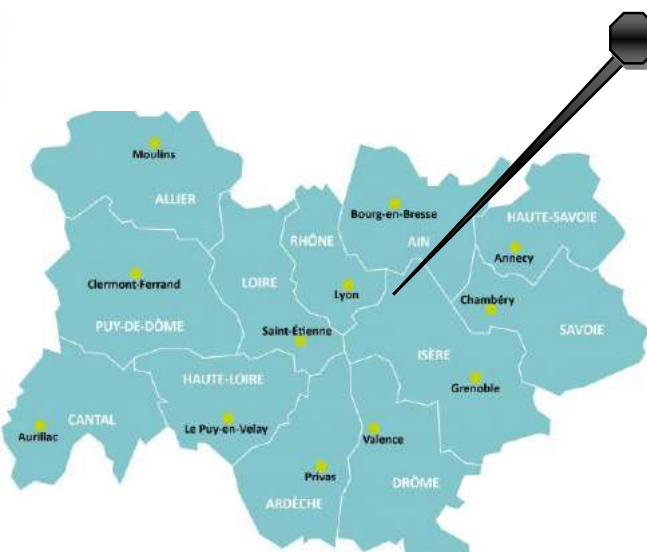 Moulins
ALLIER
Bourg-en-Bresse
HAUTE-SAVOIE
RHÔNE
AIN
Annecy
Clermont-Ferrand
LOIRE
Lyon
Chambéry
PUY-DE-DÔME
Saint-Étienne
SAVOIE
ISÈRE
HAUTE-LOIRE
Grenoble
CANTAL
Aurillac
Le Puy-en-Velay
Valence
Privas
DRÔME
ARDÈCHE